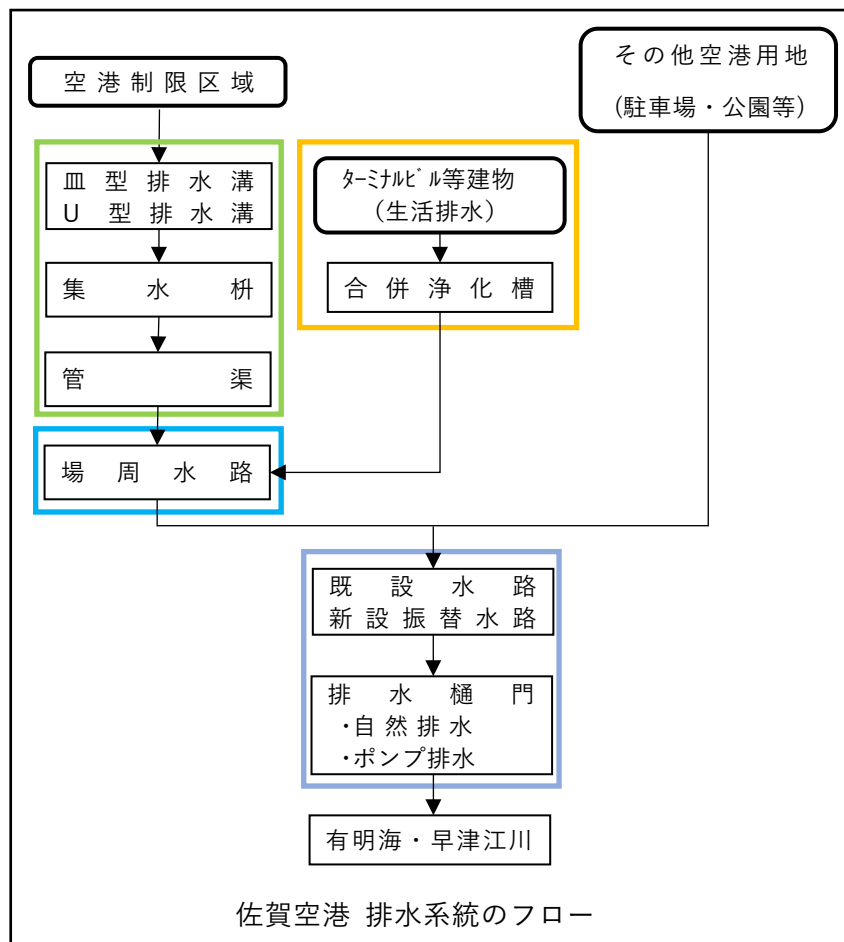 空港制限区域
その他空港用地
(駐車場・公園等)
皿型排水溝
U型排水溝
集水枡
管渠
ﾀｰﾐﾅﾙﾋﾞﾙ等建物
(生活排水)
合併浄化槽
場周水路
既設水路
新設振替水路
排水樋門
・自然排水
・ポンプ排水
有明海・早津江川
佐賀空港 排水系統のフロー